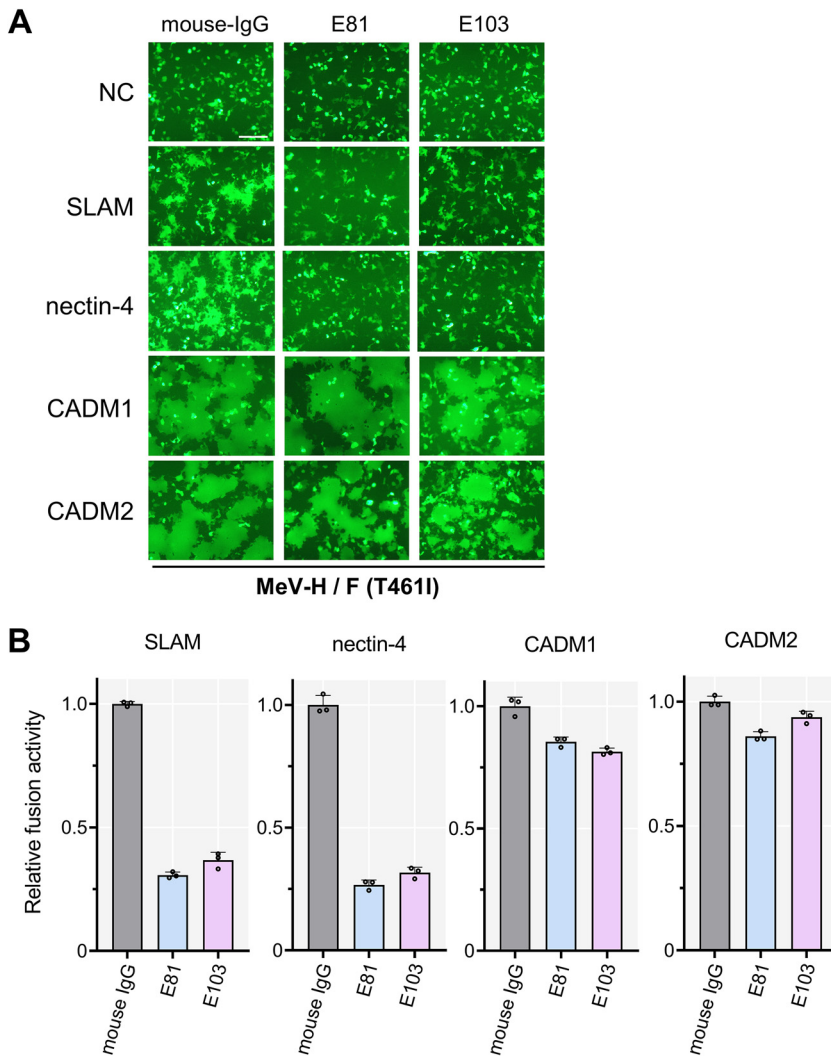 A
mouse-IgG E81 E103
NC
SLAM
nectin-4
CADM1
CADM2
MeV-H / F (T461I)
B
SLAM nectin-4 CADM1 CADM2
Relative fusion activity
1.0 1.0 1.0 1.0
0.5 0.5 0.5 0.5
0 0 0 0
mouse IgG E81 E103 mouse IgG E81 E103 mouse IgG E81 E103 mouse IgG E81 E103